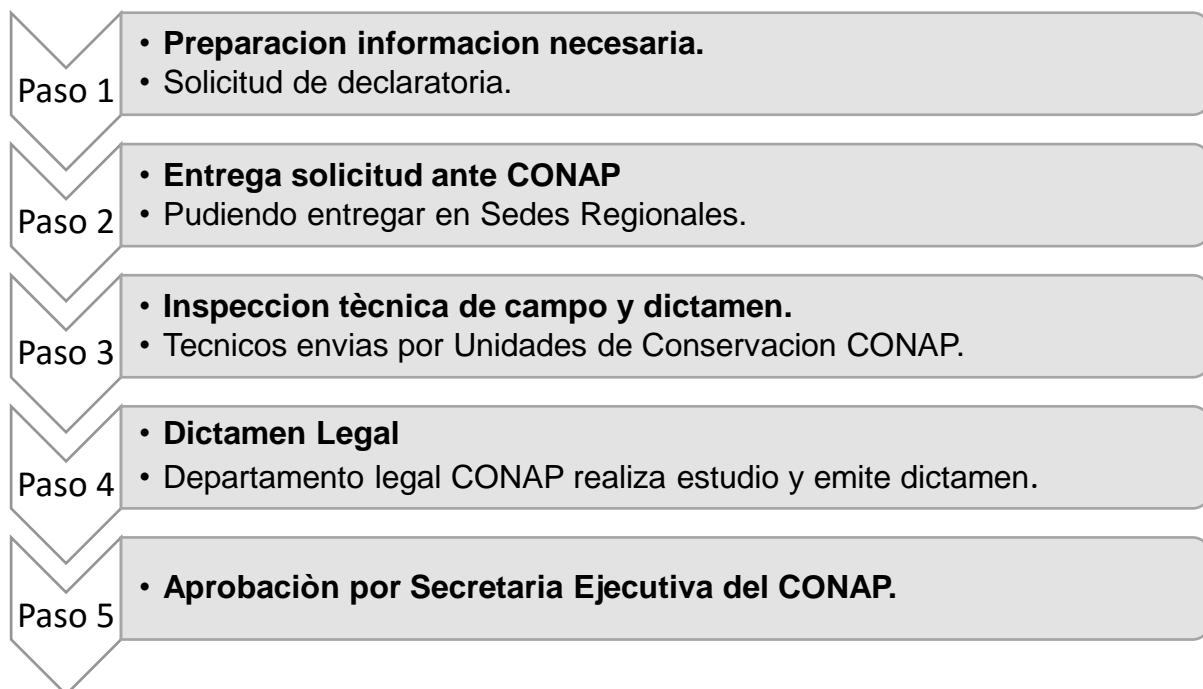 Paso 1
• Preparacion informacion necesaria.
• Solicitud de declaratoria.
Paso 2
• Entrega solicitud ante CONAP
• Pudiendo entregar en Sedes Regionales.
Paso 3
• Inspeccion tècnica de campo y dictamen.
• Tecnicos envias por Unidades de Conservacion CONAP.
Paso 4
• Dictamen Legal
• Departamento legal CONAP realiza estudio y emite dictamen.
Paso 5
• Aprobaciòn por Secretaria Ejecutiva del CONAP.